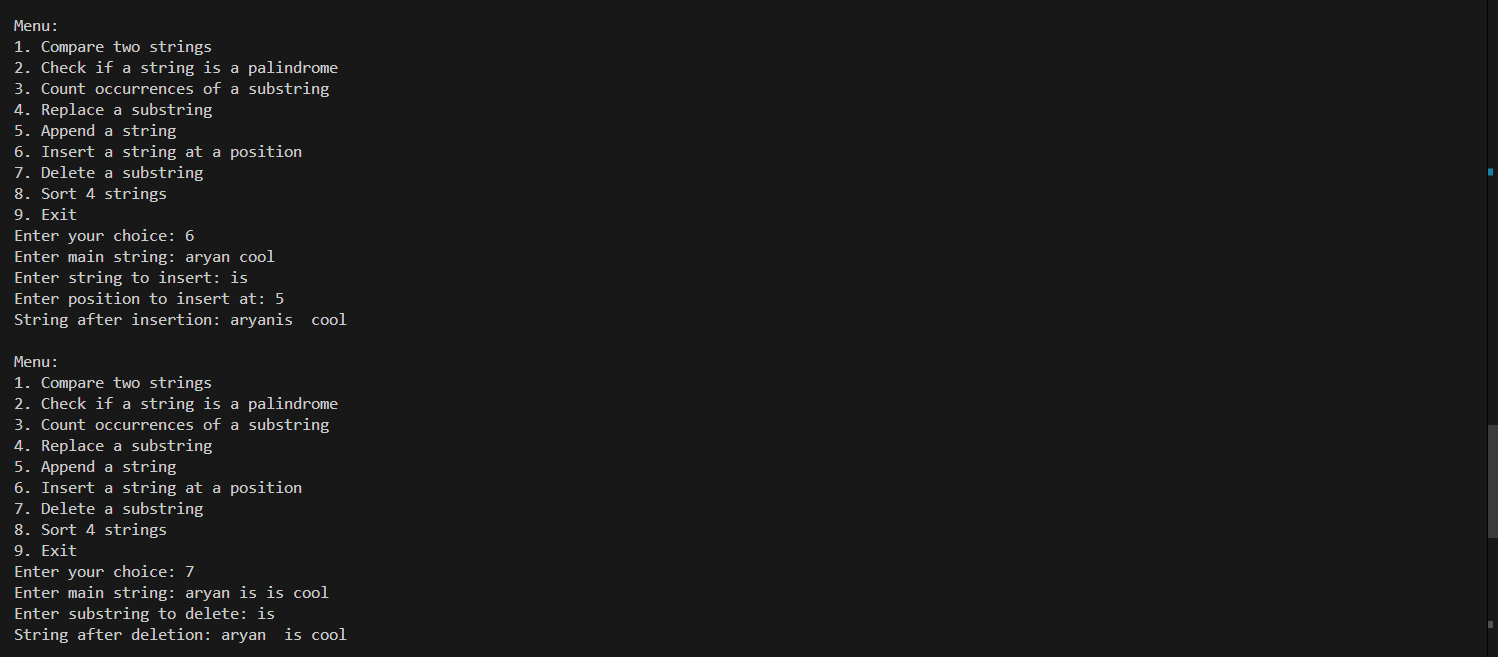 Menu:
1. Compare two strings
2. Check if a string is a palindrome
3. Count occurrences of a substring
4. Replace a substring
5. Append a string
6. Insert a string at a position
7. Delete a substring
8. Sort 4 strings
9. Exit
Enter your choice: 6
Enter main string: aryan cool
Enter string to insert: is
Enter position to insert at: 5
String after insertion: aryanis  cool

Menu:
1. Compare two strings
2. Check if a string is a palindrome
3. Count occurrences of a substring
4. Replace a substring
5. Append a string
6. Insert a string at a position
7. Delete a substring
8. Sort 4 strings
9. Exit
Enter your choice: 7
Enter main string: aryan is is cool
Enter substring to delete: is
String after deletion: aryan  is cool